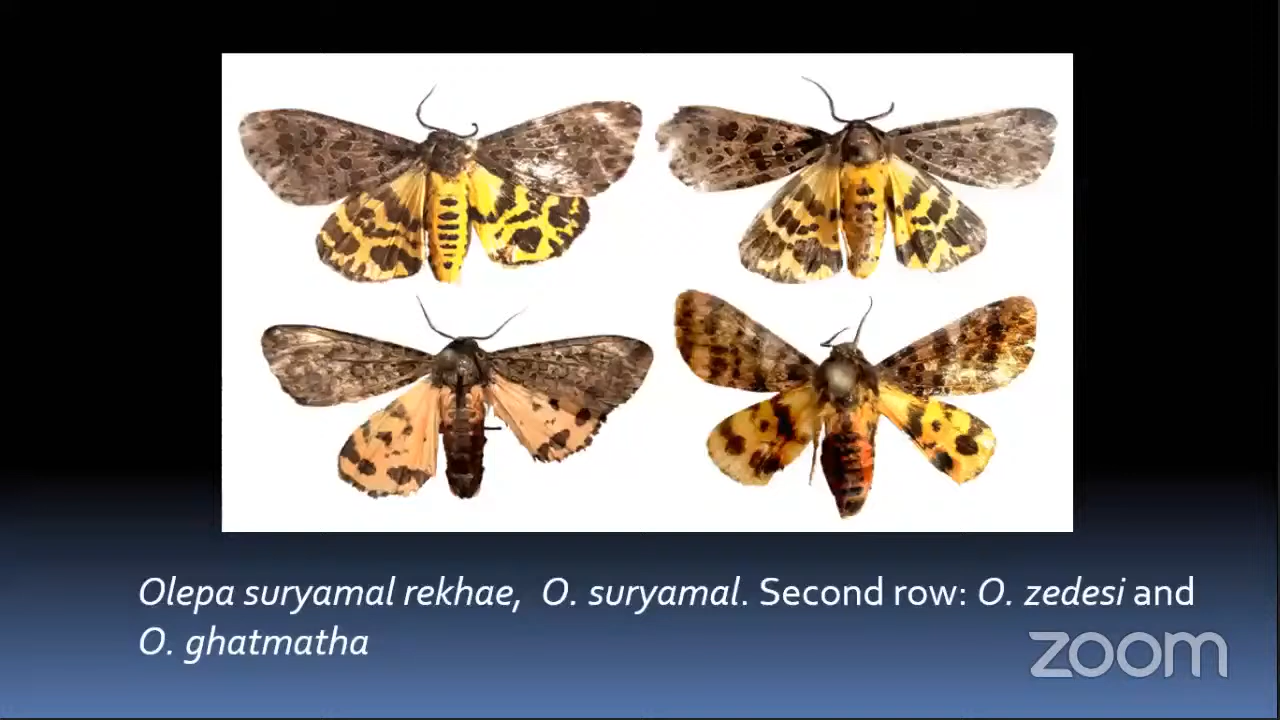 Olepa suryamal rekhae, O. suryamal. Second row: O. zedesi and
O. ghatmatha
zoom